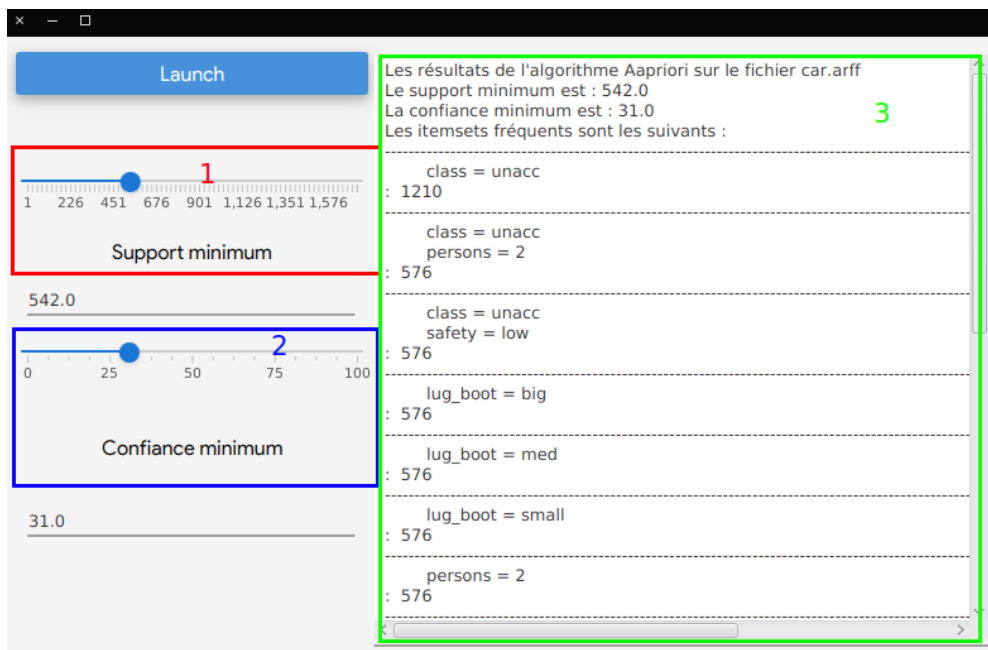 Launch
1
1 226 451 676 901 1,126 1,351 1,576
Support minimum
542.0
2
0 25 50 75 100
Confiance minimum
31.0
Les résultats de l'algorithme Aapriori sur le fichier car.arff
Le support minimum est : 542.0
La confiance minimum est : 31.0
3
Les itemsets fréquents sont les suivants :
--------------------------------------------------------------------------------
class = unacc
: 1210
--------------------------------------------------------------------------------
class = unacc
persons = 2
: 576
--------------------------------------------------------------------------------
class = unacc
safety = low
: 576
--------------------------------------------------------------------------------
lug_boot = big
: 576
--------------------------------------------------------------------------------
lug_boot = med
: 576
--------------------------------------------------------------------------------
lug_boot = small
: 576
--------------------------------------------------------------------------------
persons = 2
: 576
--------------------------------------------------------------------------------